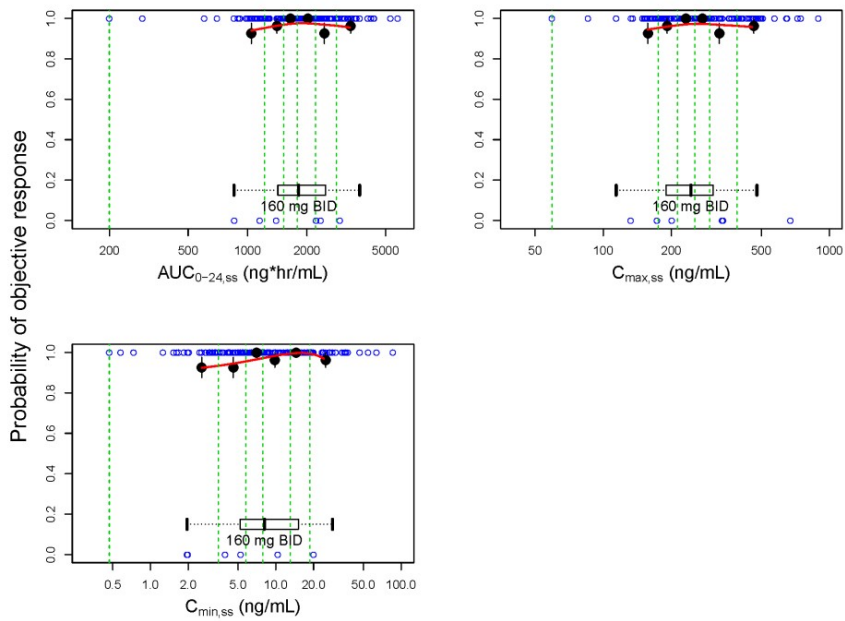 Probability of objective response
1.0
0.8
0.6
0.4
0.2
0.0
160 mg BID
200 500 1000 2000 5000
AUC0−24,ss (ng*hr/mL)
1.0
0.8
0.6
0.4
0.2
0.0
160 mg BID
50 100 200 500 1000
Cmax,ss (ng/mL)
1.0
0.8
0.6
0.4
0.2
0.0
160 mg BID
0.5 1.0 2.0 5.0 10.0 20.0 50.0 100.0
Cmin,ss (ng/mL)